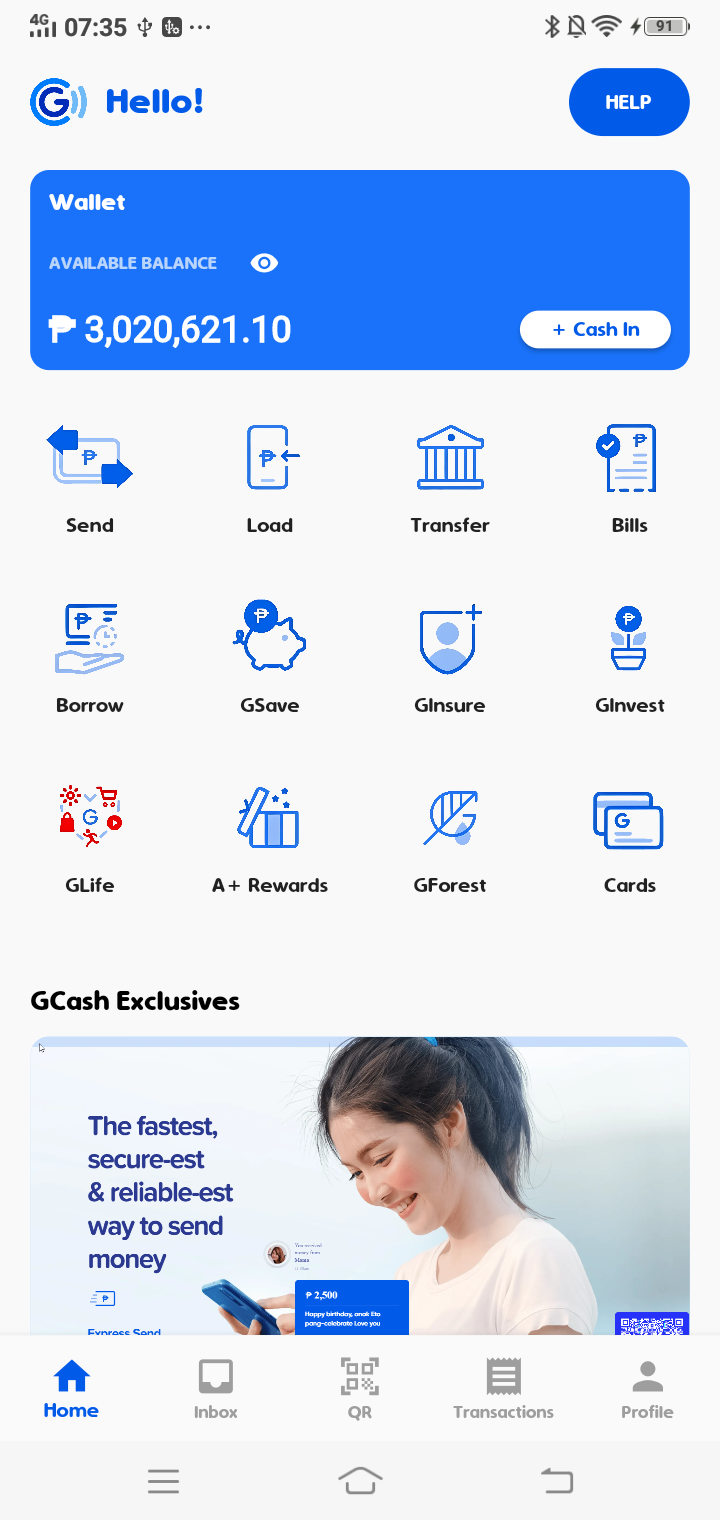 4G 07:35 91
Hello!
HELP
Wallet
AVAILABLE BALANCE
₱ 3,020,621.10
+ Cash In
Send Load Transfer Bills
Borrow GSave GInsure GInvest
GLife A+ Rewards GForest Cards
GCash Exclusives
The fastest,
secure-est
& reliable-est
way to send
money
You received
money from
Mama
₱ 2,500
Happy birthday, anak Eto
pang-celebrate Love you
Express Send
Home Inbox QR Transactions Profile